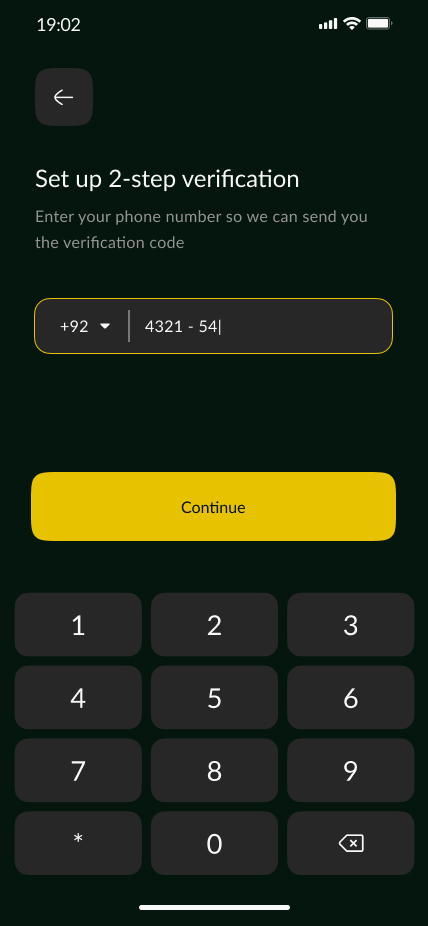 19:02
Set up 2-step verification
Enter your phone number so we can send you
the verification code
+92 4321 - 54
Continue
1 2 3
4 5 6
7 8 9
* 0